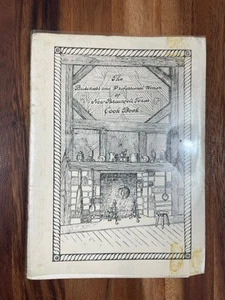 The
Business and Professional Women
of
New Braunfels, Texas
Cook Book